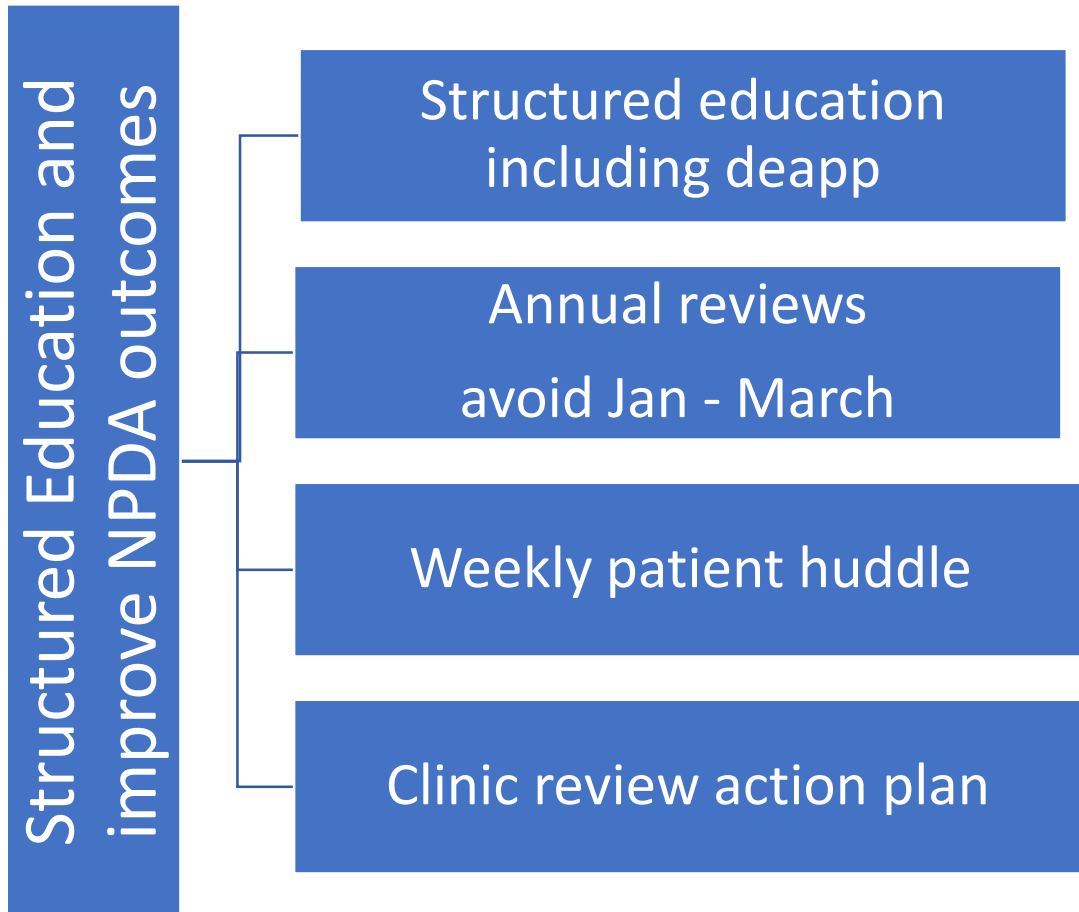 Structured Education and
improve NPDA outcomes
Structured education
including deapp
Annual reviews
avoid Jan - March
Weekly patient huddle
Clinic review action plan